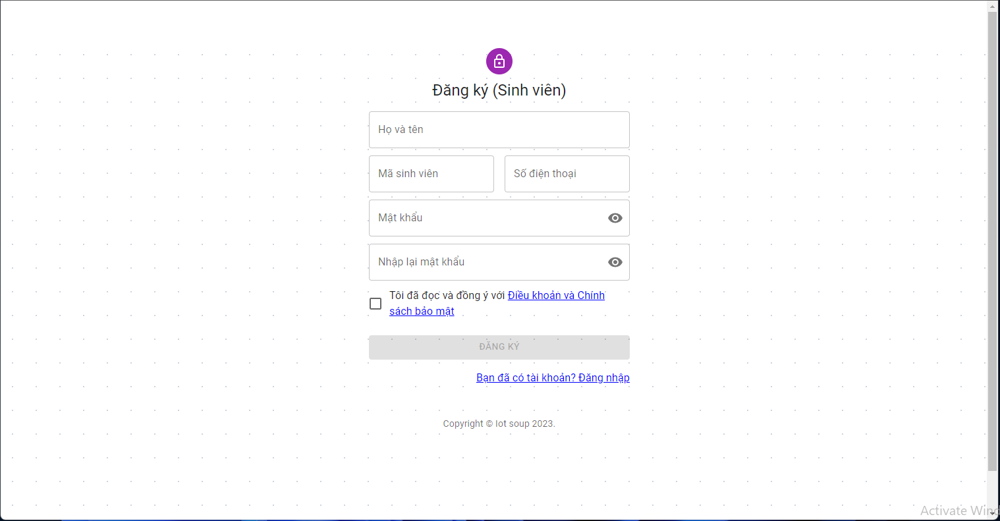 Đăng ký (Sinh viên)
Họ và tên
Mã sinh viên
Số điện thoại
Mật khẩu
Nhập lại mật khẩu
Tôi đã đọc và đồng ý với Điều khoản và Chính
sách bảo mật
ĐĂNG KÝ
Bạn đã có tài khoản? Đăng nhập
Copyright © Iot soup 2023.
Activate Wind